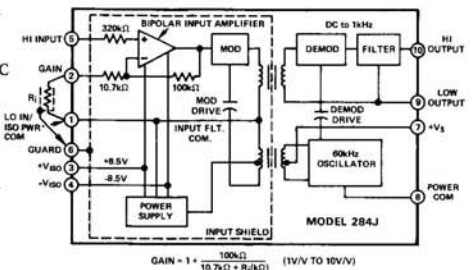 BIPOLAR INPUT AMPLIFIER
DC to 1kHz
HI INPUT 5
320kΩ
MOD
DEMOD
FILTER
10 HI OUTPUT
C
GAIN 2
10.7kΩ
100kΩ
Ri
MOD DRIVE
DEMOD DRIVE
9 LOW OUTPUT
LO IN/ ISO PWR COM
1
INPUT FLT. COM.
7 +VS
GUARD 6
60kHz OSCILLATOR
+VISO 3
+8.5V
-VISO 4
-8.5V
POWER SUPPLY
8 POWER COM
INPUT SHIELD
MODEL 284J
GAIN = 1 + 100kΩ / 10.7kΩ + Ri(kΩ) (1V/V TO 10V/V)